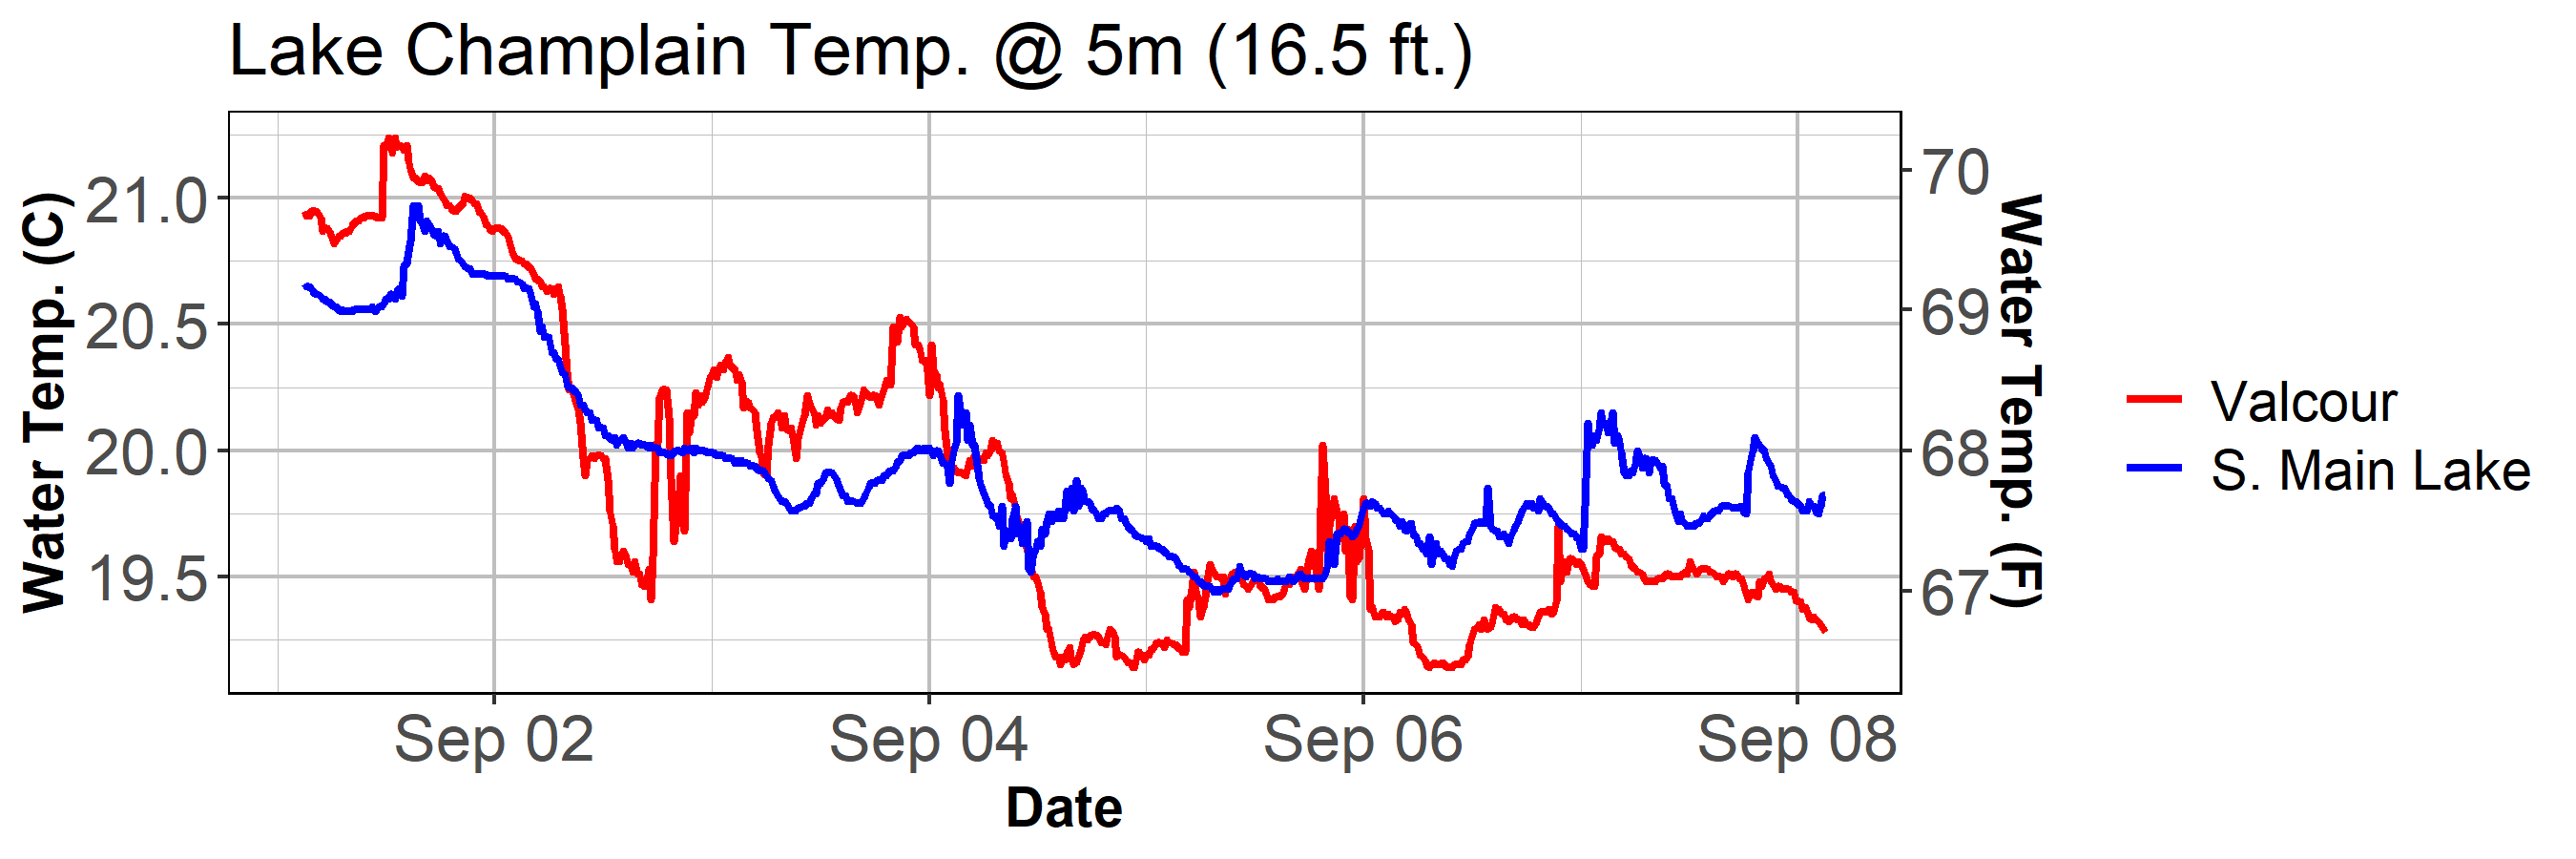 Lake Champlain Temp. @ 5m (16.5 ft.)
Water Temp. (C)
21.0
20.5
20.0
19.5
70
69
68
67
Water Temp. (F)
Sep 02
Sep 04
Sep 06
Sep 08
Date
Valcour
S. Main Lake